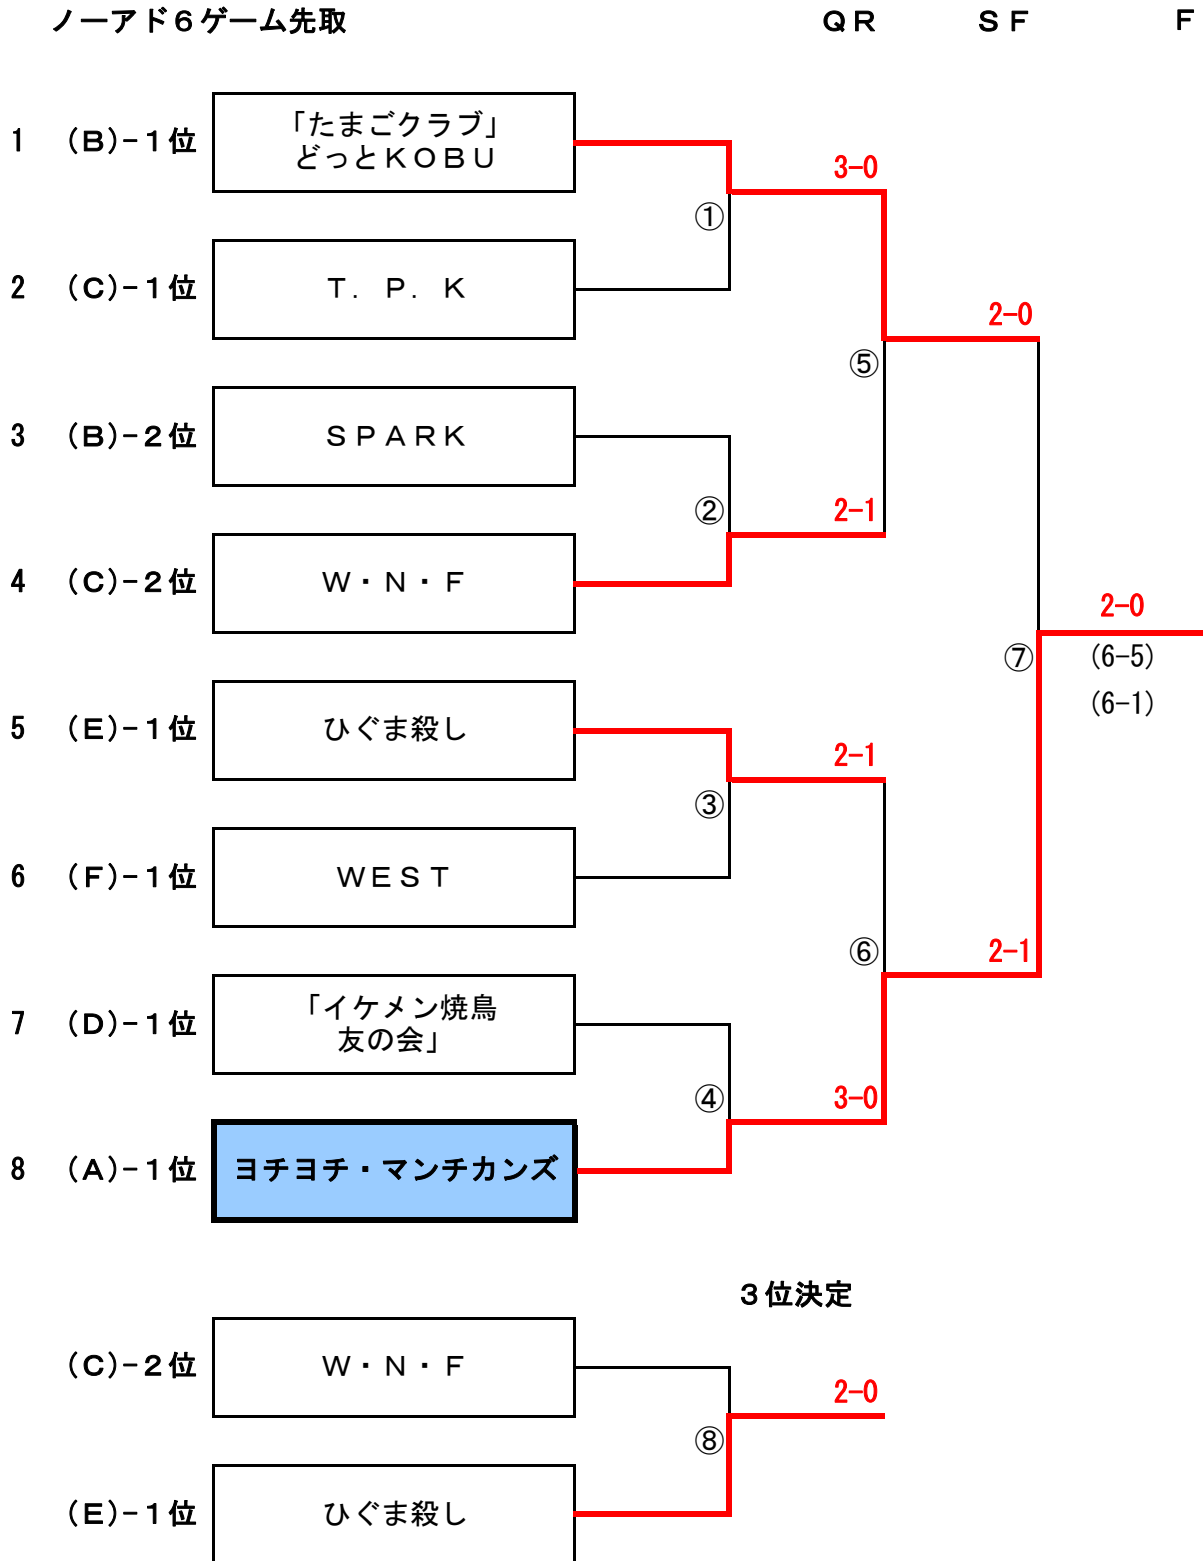 ノーアド６ゲーム先取 ＱＲ ＳＦ Ｆ
1 （Ｂ）－１位 「たまごクラブ」
どっとＫＯＢＵ
3-0
①
2 （Ｃ）－１位 Ｔ．Ｐ．Ｋ
2-0
⑤
3 （Ｂ）－２位 ＳＰＡＲＫ
② 2-1
4 （Ｃ）－２位 Ｗ・Ｎ・Ｆ
2-0
⑦ (6-5)
(6-1)
5 （Ｅ）－１位 ひぐま殺し
2-1
③
6 （Ｆ）－１位 ＷＥＳＴ
⑥ 2-1
7 （Ｄ）－１位 「イケメン焼鳥
友の会」
④ 3-0
8 （Ａ）－１位 ヨチヨチ・マンチカンズ
３位決定
（Ｃ）－２位 Ｗ・Ｎ・Ｆ
2-0
⑧
（Ｅ）－１位 ひぐま殺し